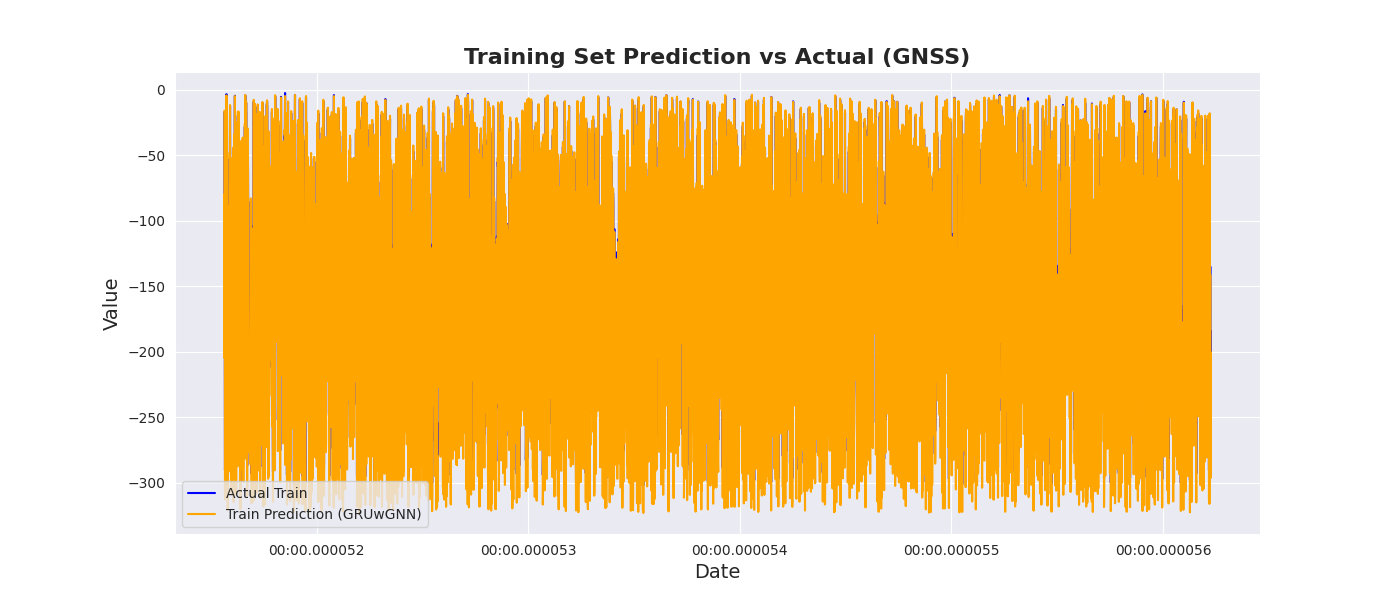 Training Set Prediction vs Actual (GNSS)
Value
0
−50
−100
−150
−200
−250
−300
Actual Train
Train Prediction (GRUwGNN)
00:00.000052
00:00.000053
00:00.000054
00:00.000055
00:00.000056
Date